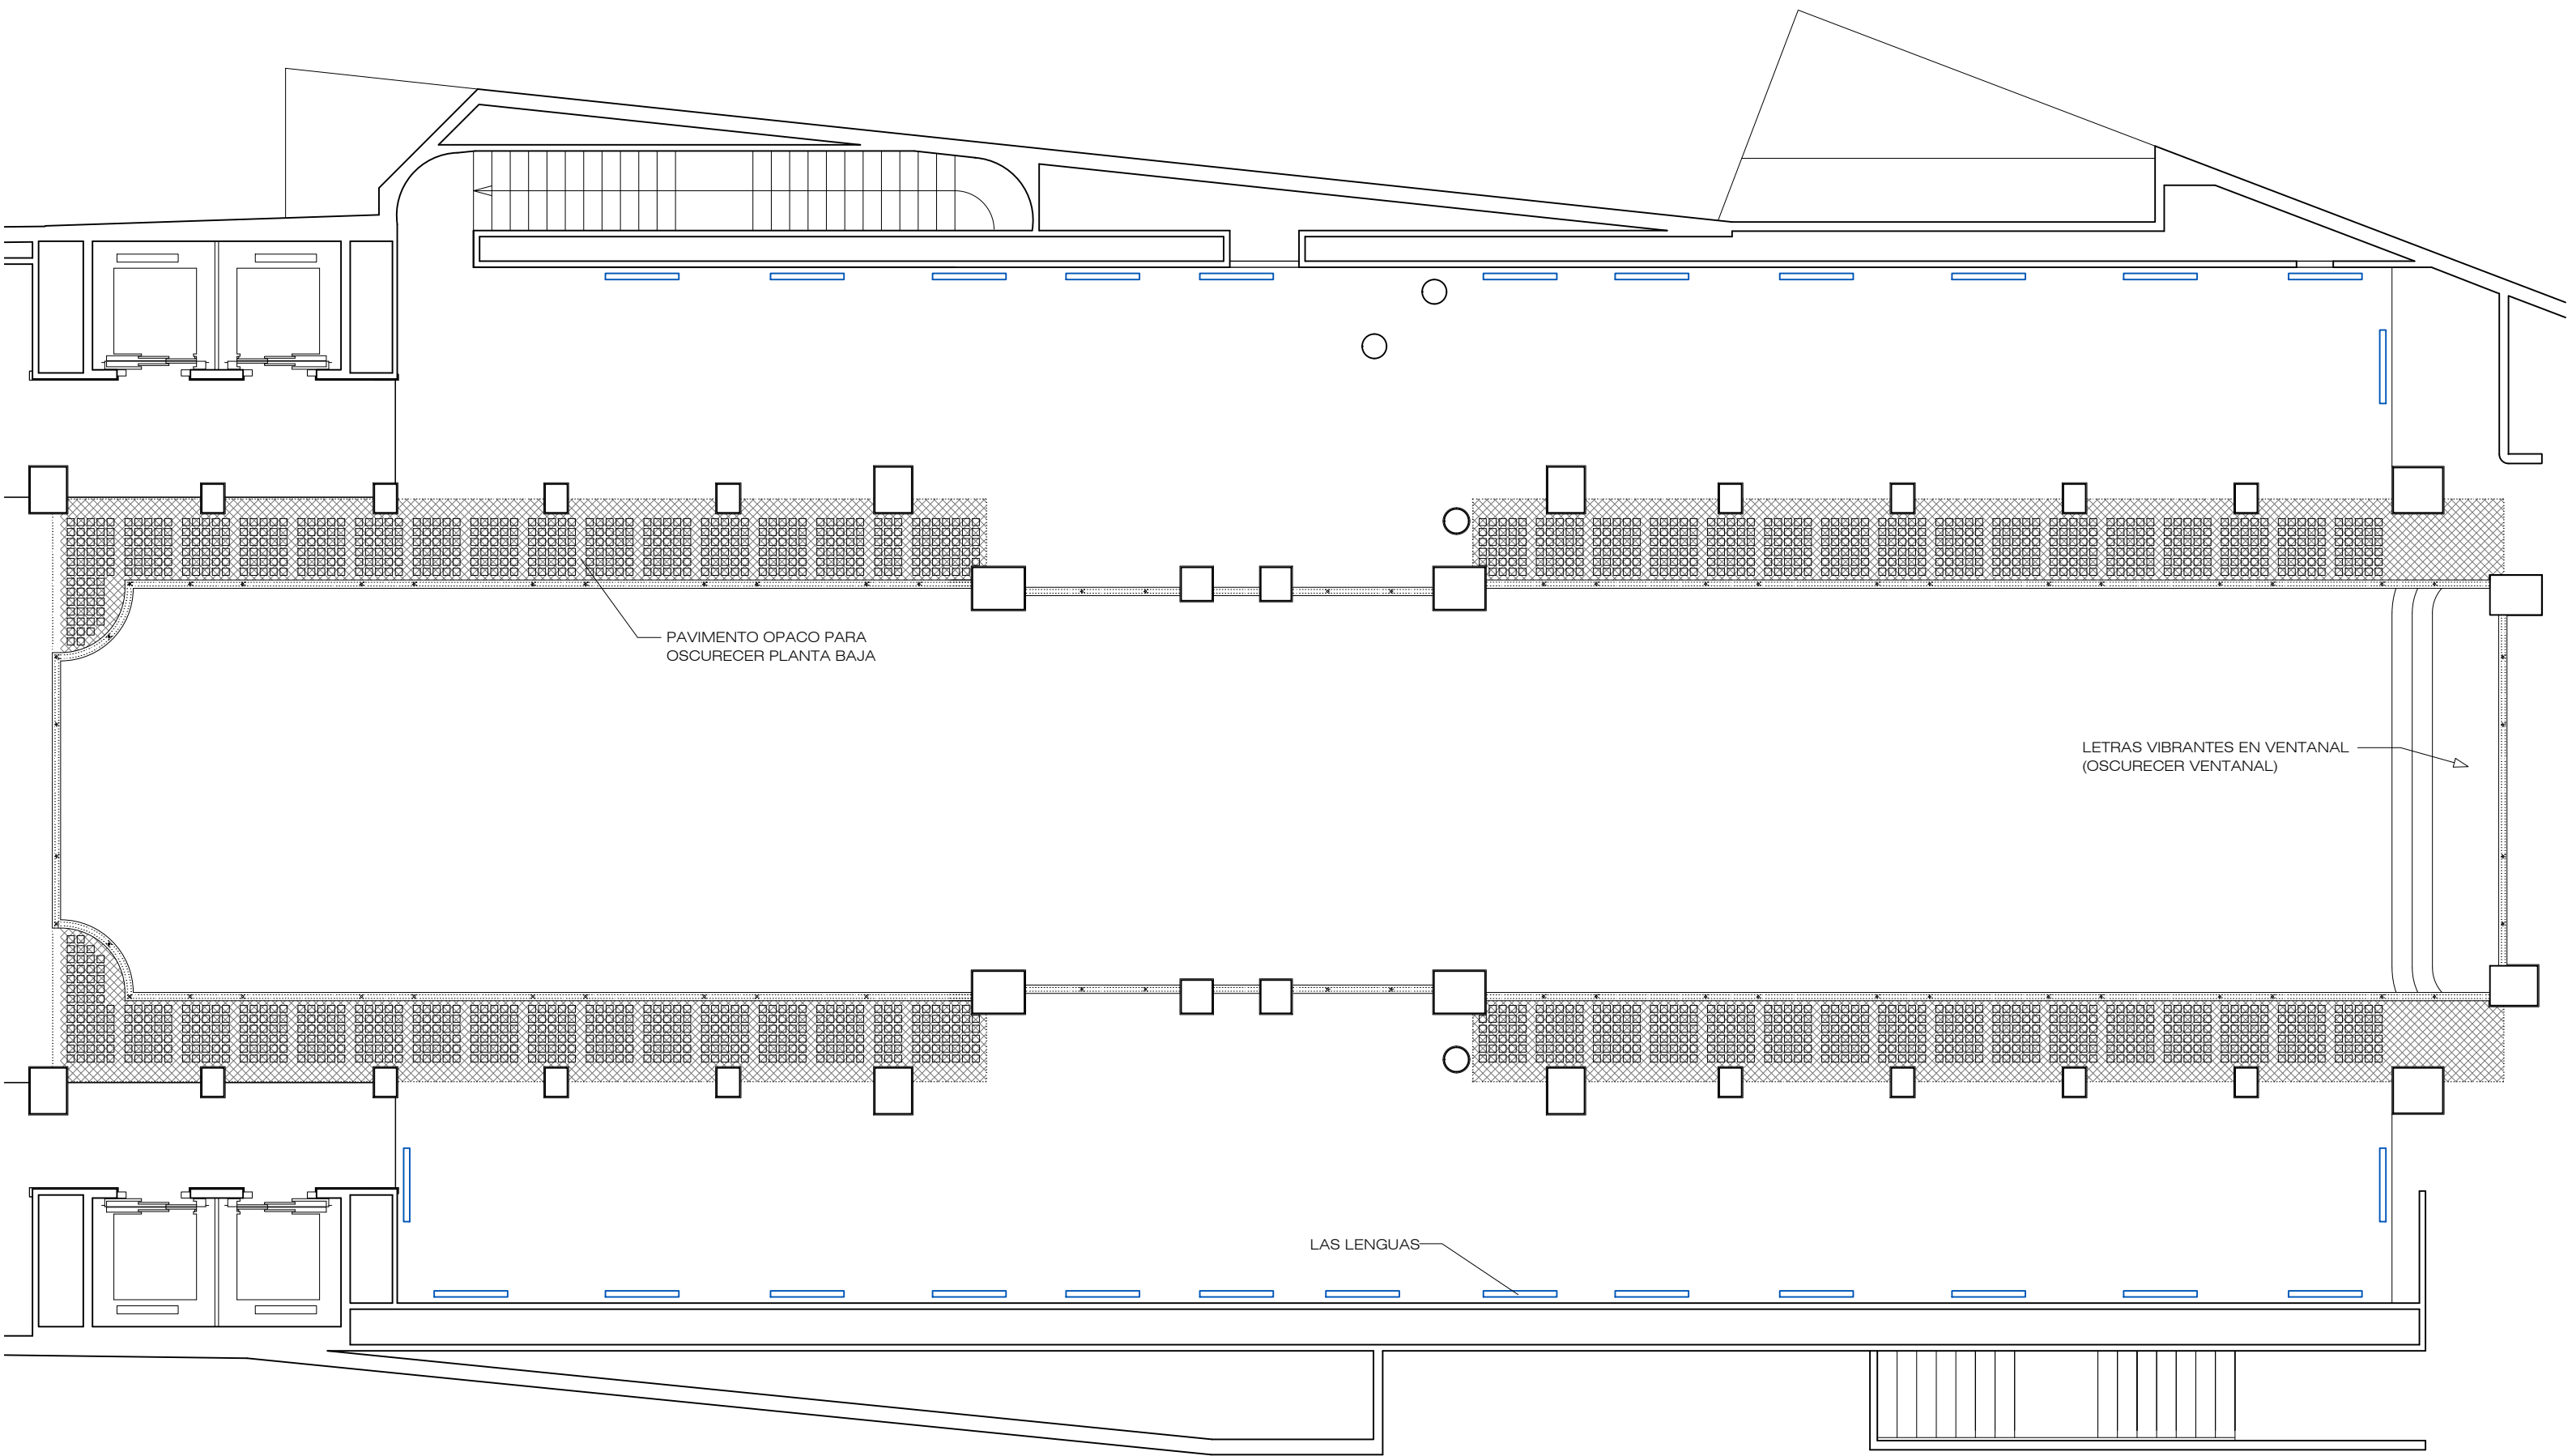 PAVIMENTO OPACO PARA
OSCURECER PLANTA BAJA
LETRAS VIBRANTES EN VENTANAL
(OSCURECER VENTANAL)
LAS LENGUAS